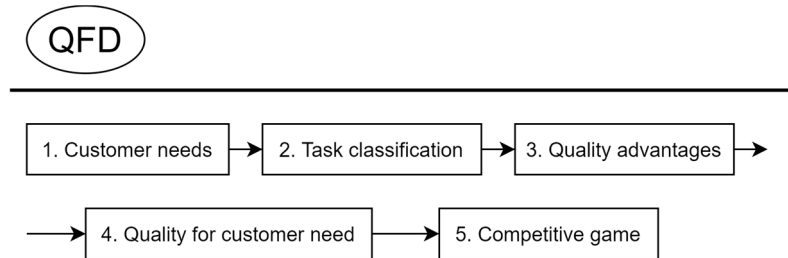 QFD
1. Customer needs
2. Task classification
3. Quality advantages
4. Quality for customer need
5. Competitive game